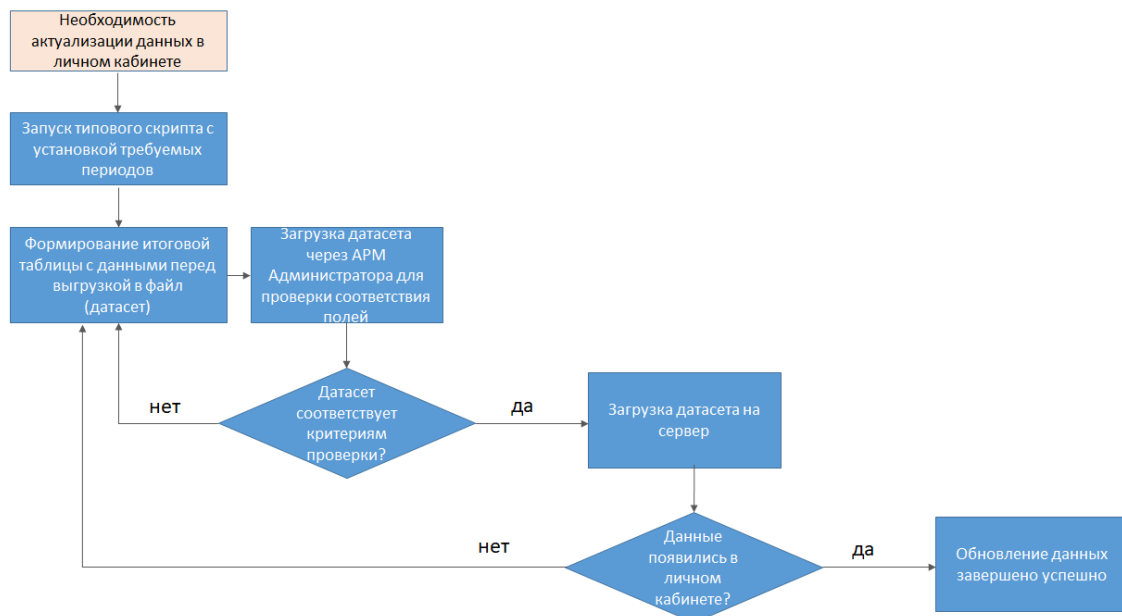 Необходимость
актуализации данных в
личном кабинете
Запуск типового скрипта с
установкой требуемых
периодов
Формирование итоговой
таблицы с данными перед
выгрузкой в файл
(датасет)
Загрузка датасета
через АРМ
Администратора для
проверки соответствия
полей
Датасет
соответствует
критериям
проверки?
нет
да
Загрузка датасета на
сервер
Данные
появились в
личном
кабинете?
нет
да
Обновление данных
завершено успешно